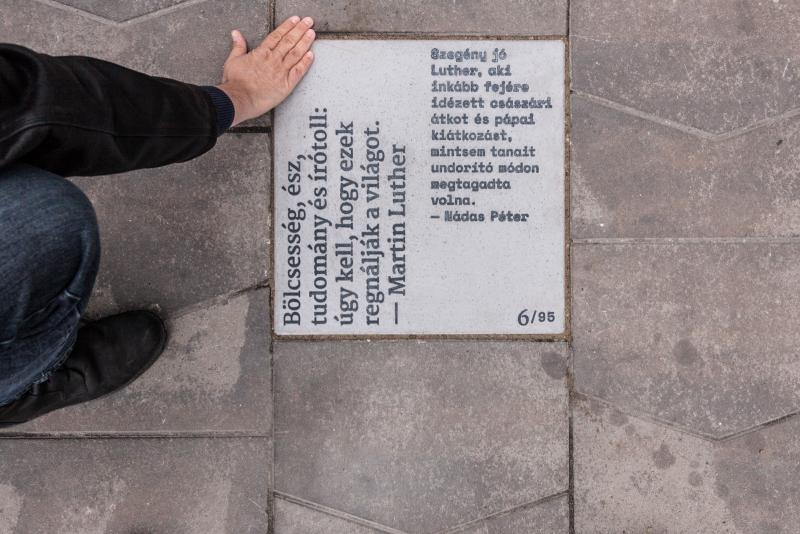 Bölcsesség, ész,
tudomány és írótoll:
úgy kell, hogy ezek
regnálják a világot.
— Martin Luther
Szegény jó
Luther, aki
inkább fejére
idézett császári
átkot és pápai
kiátkozást,
mintsem tanait
undorító módon
megtagadta
volna.
— Nádas Péter
6/95